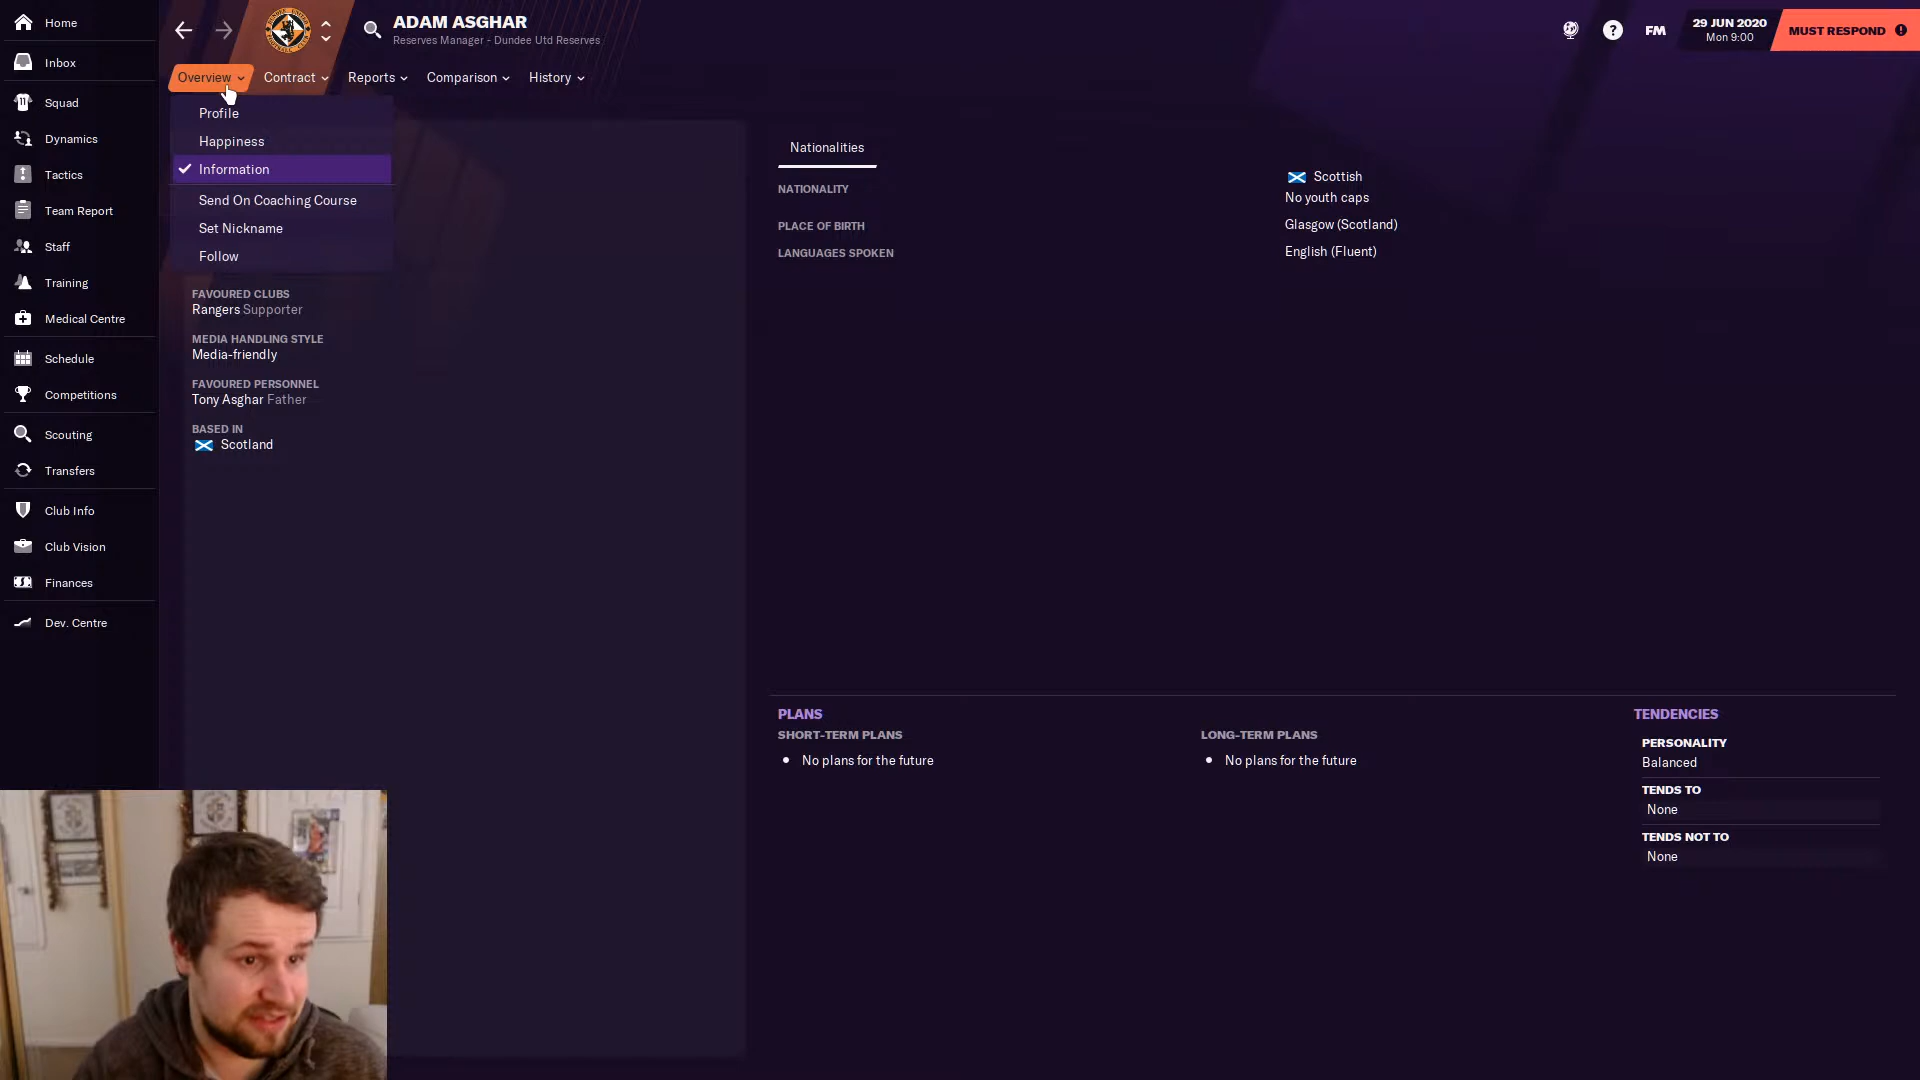 Home
Inbox
Squad
Dynamics
Tactics
Team Report
Staff
Training
Medical Centre
Schedule
Competitions
Scouting
Transfers
Club Info
Club Vision
Finances
Dev. Centre
ADAM ASGHAR
Reserves Manager - Dundee Utd Reserves
FM
29 JUN 2020
Mon 9:00
MUST RESPOND
Overview Contract Reports Comparison History
Profile
Happiness
Information
Send On Coaching Course
Set Nickname
Follow
FAVOURED CLUBS
Rangers Supporter
MEDIA HANDLING STYLE
Media-friendly
FAVOURED PERSONNEL
Tony Asghar Father
BASED IN
Scotland
Nationalities
NATIONALITY
Scottish
No youth caps
PLACE OF BIRTH
Glasgow (Scotland)
LANGUAGES SPOKEN
English (Fluent)
PLANS
SHORT-TERM PLANS
No plans for the future
LONG-TERM PLANS
No plans for the future
TENDENCIES
PERSONALITY
Balanced
TENDS TO
None
TENDS NOT TO
None